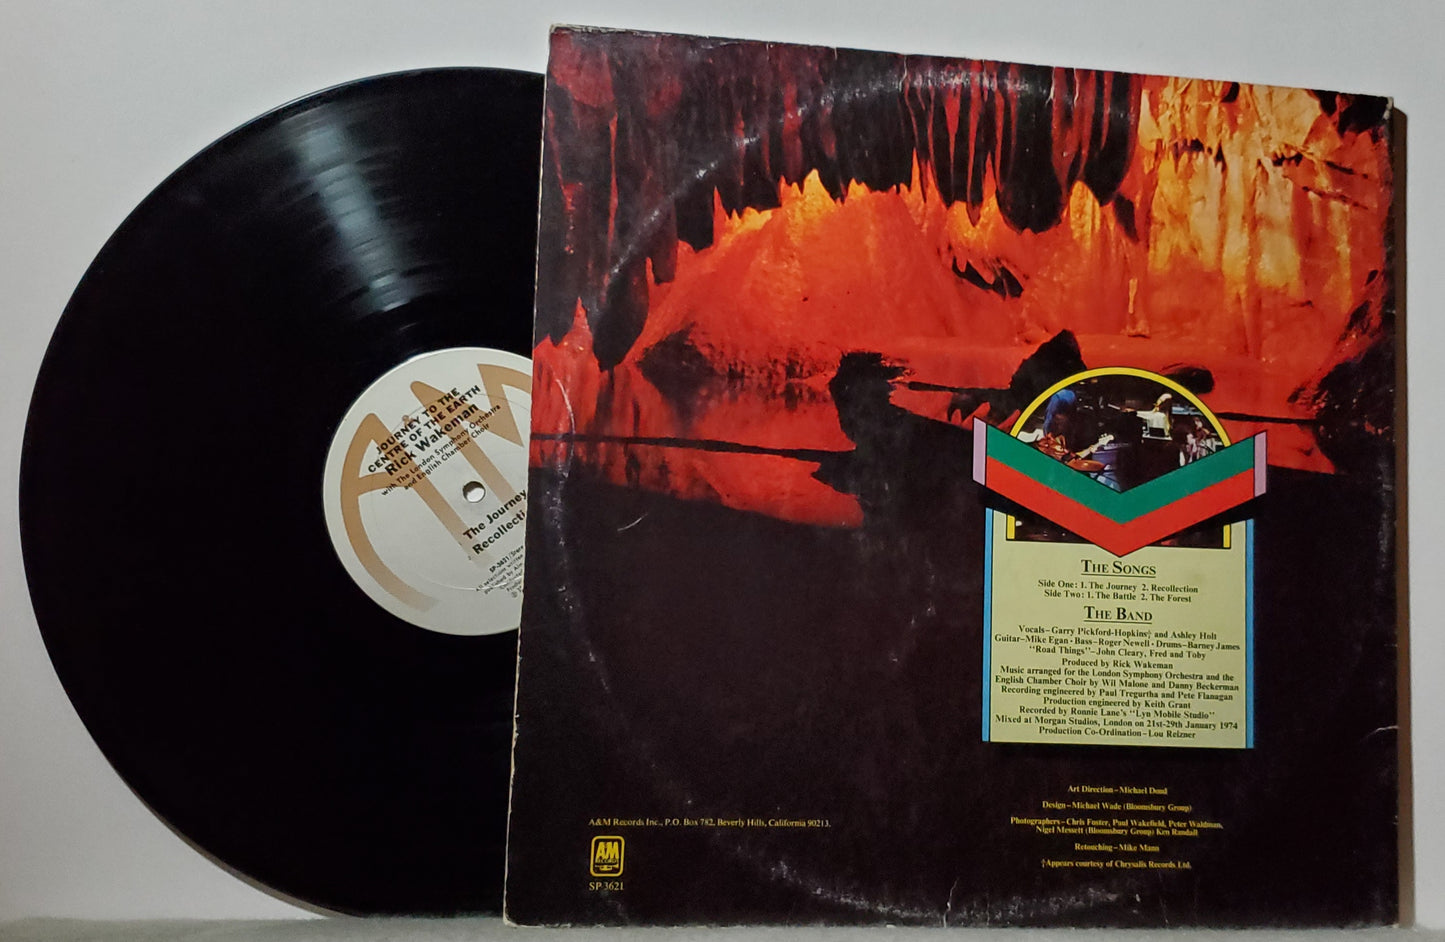 JOURNEY TO THE
CENTRE OF THE EARTH
Rick Wakeman
with The London Symphony Orchestra
and English Chamber Choir
The Journey
Recollecti
SP-3621/Stere
The Songs
Side One: 1. The Journey 2. Recollection
Side Two: 1. The Battle 2. The Forest
The Band
Vocals–Garry Pickford-Hopkins‡ and Ashley Holt
Guitar–Mike Egan · Bass–Roger Newell · Drums–Barney James
"Road Things"–John Cleary, Fred and Toby
Produced by Rick Wakeman
Music arranged for the London Symphony Orchestra and the
English Chamber Choir by Wil Malone and Danny Beckerman
Recording engineered by Paul Tregurtha and Pete Flanagan
Production engineered by Keith Grant
Recorded by Ronnie Lane's "Lyn Mobile Studio"
Mixed at Morgan Studios, London on 21st-29th January 1974
Production Co-Ordination–Lou Reizner
Art Direction–Michael Doud
Design–Michael Wade (Bloomsbury Group)
Photographers–Chris Foster, Paul Wakefield, Peter Waldman,
Nigel Messett (Bloomsbury Group) Ken Randall
Retouching–Mike Mann
‡Appears courtesy of Chrysalis Records Ltd.
A&M Records Inc., P.O. Box 782, Beverly Hills, California 90213.
AM
RECORDS
SP 3621